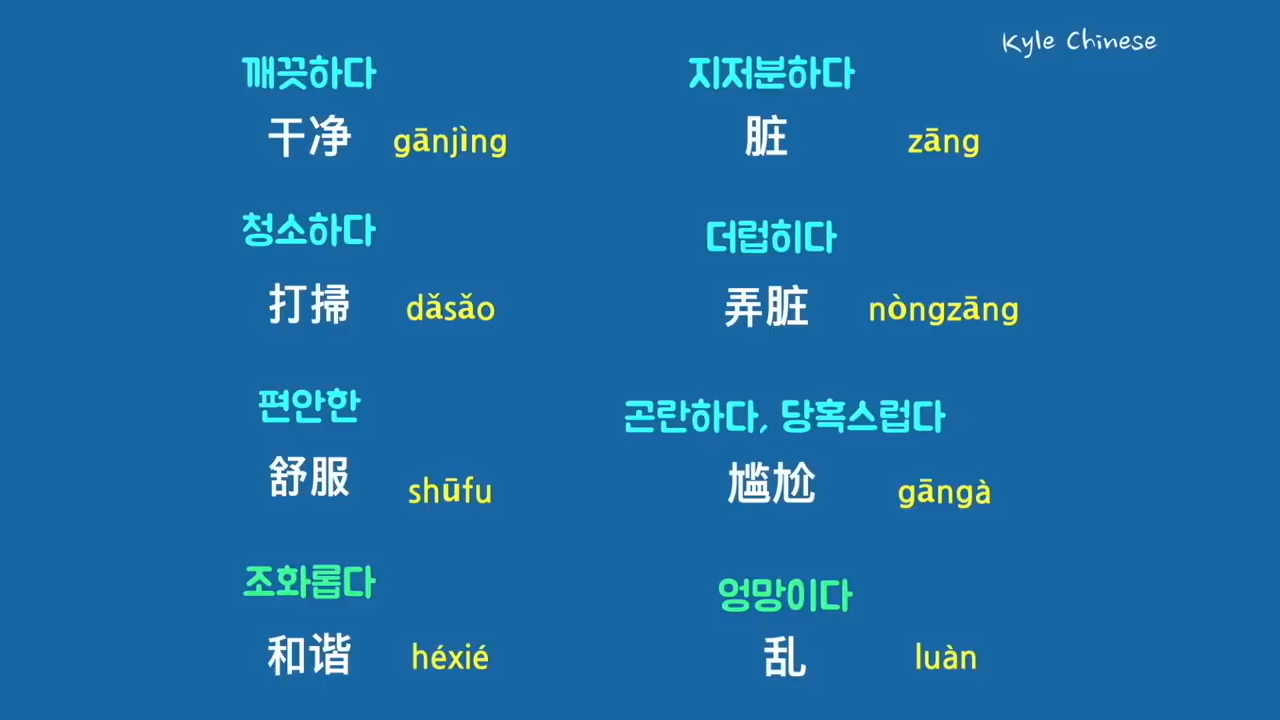 Kyle Chinese
깨끗하다
干净 gānjìng
지저분하다
脏 zāng
청소하다
打掃 dǎsǎo
더럽히다
弄脏 nòngzāng
편안한
舒服 shūfu
곤란하다, 당혹스럽다
尴尬 gāngà
조화롭다
和谐 héxié
엉망이다
乱 luàn